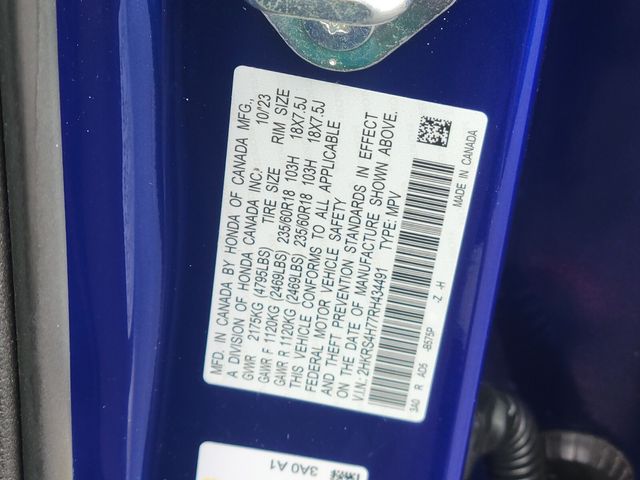 MFD. IN CANADA BY HONDA OF CANADA MFG.,
A DIVISION OF HONDA CANADA INC. 10/'23
GVWR 2175KG (4795LBS) TIRE SIZE RIM SIZE
GAWR F 1120KG (2469LBS) 235/60R18 103H 18X7.5J
GAWR R 1120KG (2469LBS) 235/60R18 103H 18X7.5J
THIS VEHICLE CONFORMS TO ALL APPLICABLE
FEDERAL MOTOR VEHICLE SAFETY
AND THEFT PREVENTION STANDARDS IN EFFECT
ON THE DATE OF MANUFACTURE SHOWN ABOVE.
V.I.N.: 2HKRS4H77RH434491 TYPE: MPV
3A0 R AD5 -B575P -Z -H
MADE IN CANADA
3A0 A1